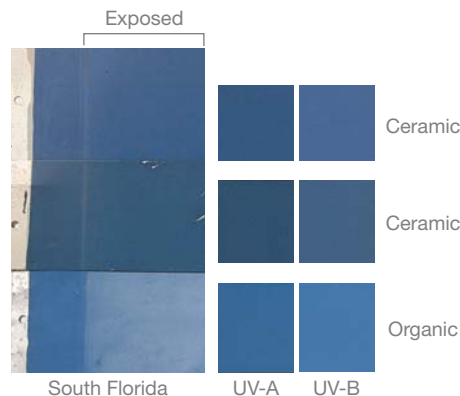 Exposed
Ceramic
Ceramic
Organic
South Florida
UV-A
UV-B